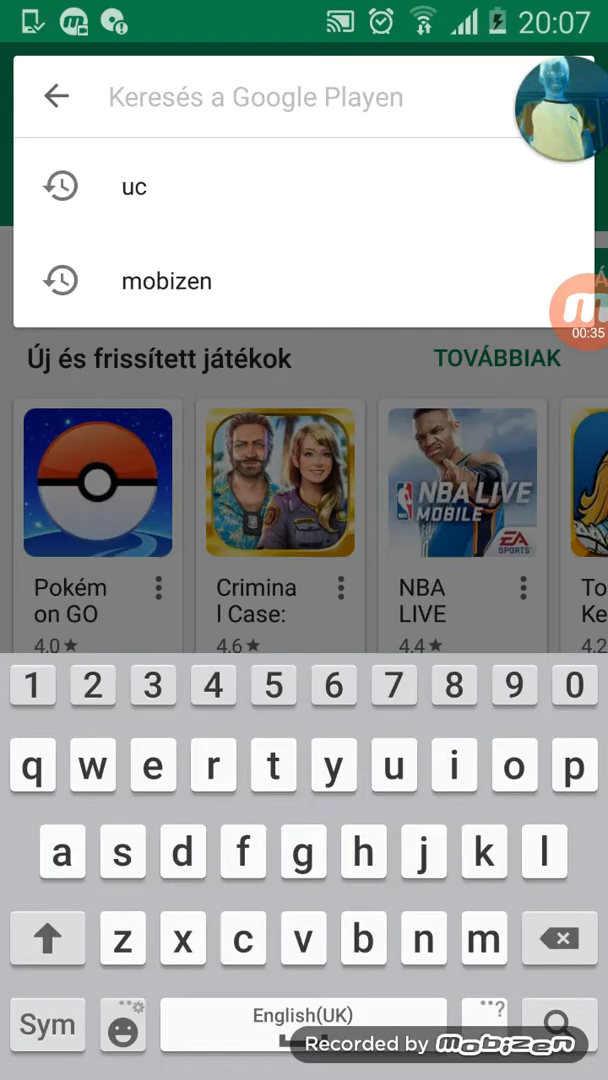 20:07
Keresés a Google Playen
uc
mobizen
00:35
Új és frissített játékok
TOVÁBBIAK
NBA LIVE
MOBILE
EA
SPORTS
Pokém
on GO
Crimina
l Case:
NBA
LIVE
To
Ke
4.0★
4.6★
4.4★
4.2
1 2 3 4 5 6 7 8 9 0
q w e r t y u i o p
a s d f g h j k l
z x c v b n m
Sym
English(UK)
?
Recorded by mobizen